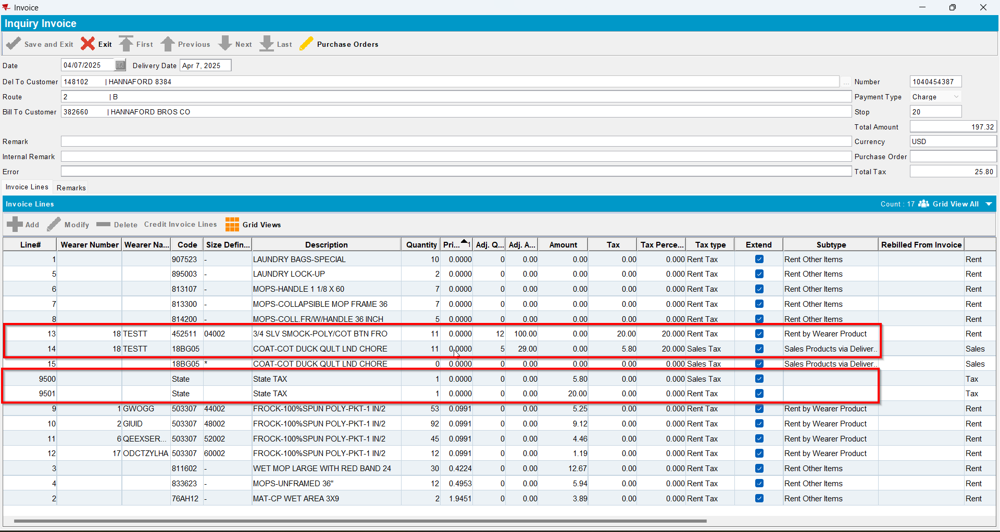 Invoice
Inquiry Invoice
Save and Exit Exit First Previous Next Last Purchase Orders
Date 04/07/2025 Delivery Date Apr 7, 2025
Del To Customer 148102 | HANNAFORD 8384 ... Number 1040454387
Route 2 | B Payment Type Charge
Bill To Customer 382660 | HANNAFORD BROS CO Stop 20
Total Amount 197.32
Remark Currency USD
Internal Remark Purchase Order
Error Total Tax 25.80
Invoice Lines Remarks
Invoice Lines Count : 17 Grid View All
Add Modify Delete Credit Invoice Lines Grid Views
Line# Wearer Number Wearer Na... Code Size Defin... Description Quantity Pri... 1 Adj. Q... Adj. A... Amount Tax Tax Perce... Tax type Extend Subtype Rebilled From Invoice
1 907523 - LAUNDRY BAGS-SPECIAL 10 0.0000 0 0.00 0.00 0.00 0.000 Rent Tax Rent Other Items Rent
5 895003 - LAUNDRY LOCK-UP 2 0.0000 0 0.00 0.00 0.00 0.000 Rent Tax Rent Other Items Rent
6 813107 - MOPS-HANDLE 1 1/8 X 60 7 0.0000 0 0.00 0.00 0.00 0.000 Rent Tax Rent Other Items Rent
7 813300 - MOPS-COLLAPSIBLE MOP FRAME 36 7 0.0000 0 0.00 0.00 0.00 0.000 Rent Tax Rent Other Items Rent
8 814200 - MOPS-COLL.FR/W/HANDLE 36 INCH 5 0.0000 0 0.00 0.00 0.00 0.000 Rent Tax Rent Other Items Rent
13 18 TESTT 452511 04002 3/4 SLV SMOCK-POLY/COT BTN FRO 11 0.0000 12 100.00 0.00 20.00 20.000 Rent Tax Rent by Wearer Product Rent
14 18 TESTT 18BG05 COAT-COT DUCK QULT LND CHORE 11 0.0000 5 29.00 0.00 5.80 20.000 Sales Tax Sales Products via Deliver... Sales
15 18BG05 * COAT-COT DUCK QULT LND CHORE 0 0.0000 0 0.00 0.00 0.00 0.000 Sales Tax Sales Products via Deliver... Sales
9500 State State TAX 1 0.0000 0 0.00 5.80 0.00 0.000 Sales Tax Tax
9501 State State TAX 1 0.0000 0 0.00 20.00 0.00 0.000 Rent Tax Tax
9 1 GWOGG 503307 44002 FROCK-100%SPUN POLY-PKT-1 IN/2 53 0.0991 0 0.00 5.25 0.00 0.000 Rent Tax Rent by Wearer Product Rent
10 2 GIUID 503307 48002 FROCK-100%SPUN POLY-PKT-1 IN/2 92 0.0991 0 0.00 9.12 0.00 0.000 Rent Tax Rent by Wearer Product Rent
11 6 QEEXSER... 503307 52002 FROCK-100%SPUN POLY-PKT-1 IN/2 45 0.0991 0 0.00 4.46 0.00 0.000 Rent Tax Rent by Wearer Product Rent
12 17 ODCTZYLHA 503307 60002 FROCK-100%SPUN POLY-PKT-1 IN/2 12 0.0991 0 0.00 1.19 0.00 0.000 Rent Tax Rent by Wearer Product Rent
3 811602 - WET MOP LARGE WITH RED BAND 24 30 0.4224 0 0.00 12.67 0.00 0.000 Rent Tax Rent Other Items Rent
4 833623 - MOPS-UNFRAMED 36" 12 0.4953 0 0.00 5.94 0.00 0.000 Rent Tax Rent Other Items Rent
2 76AH12 - MAT-CP WET AREA 3X9 2 1.9451 0 0.00 3.89 0.00 0.000 Rent Tax Rent Other Items Rent